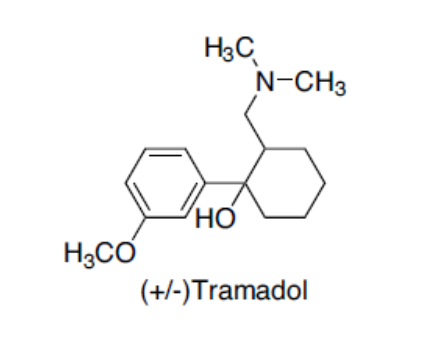 H₃C
N–CH₃
HO
H₃CO
(+/-)Tramadol